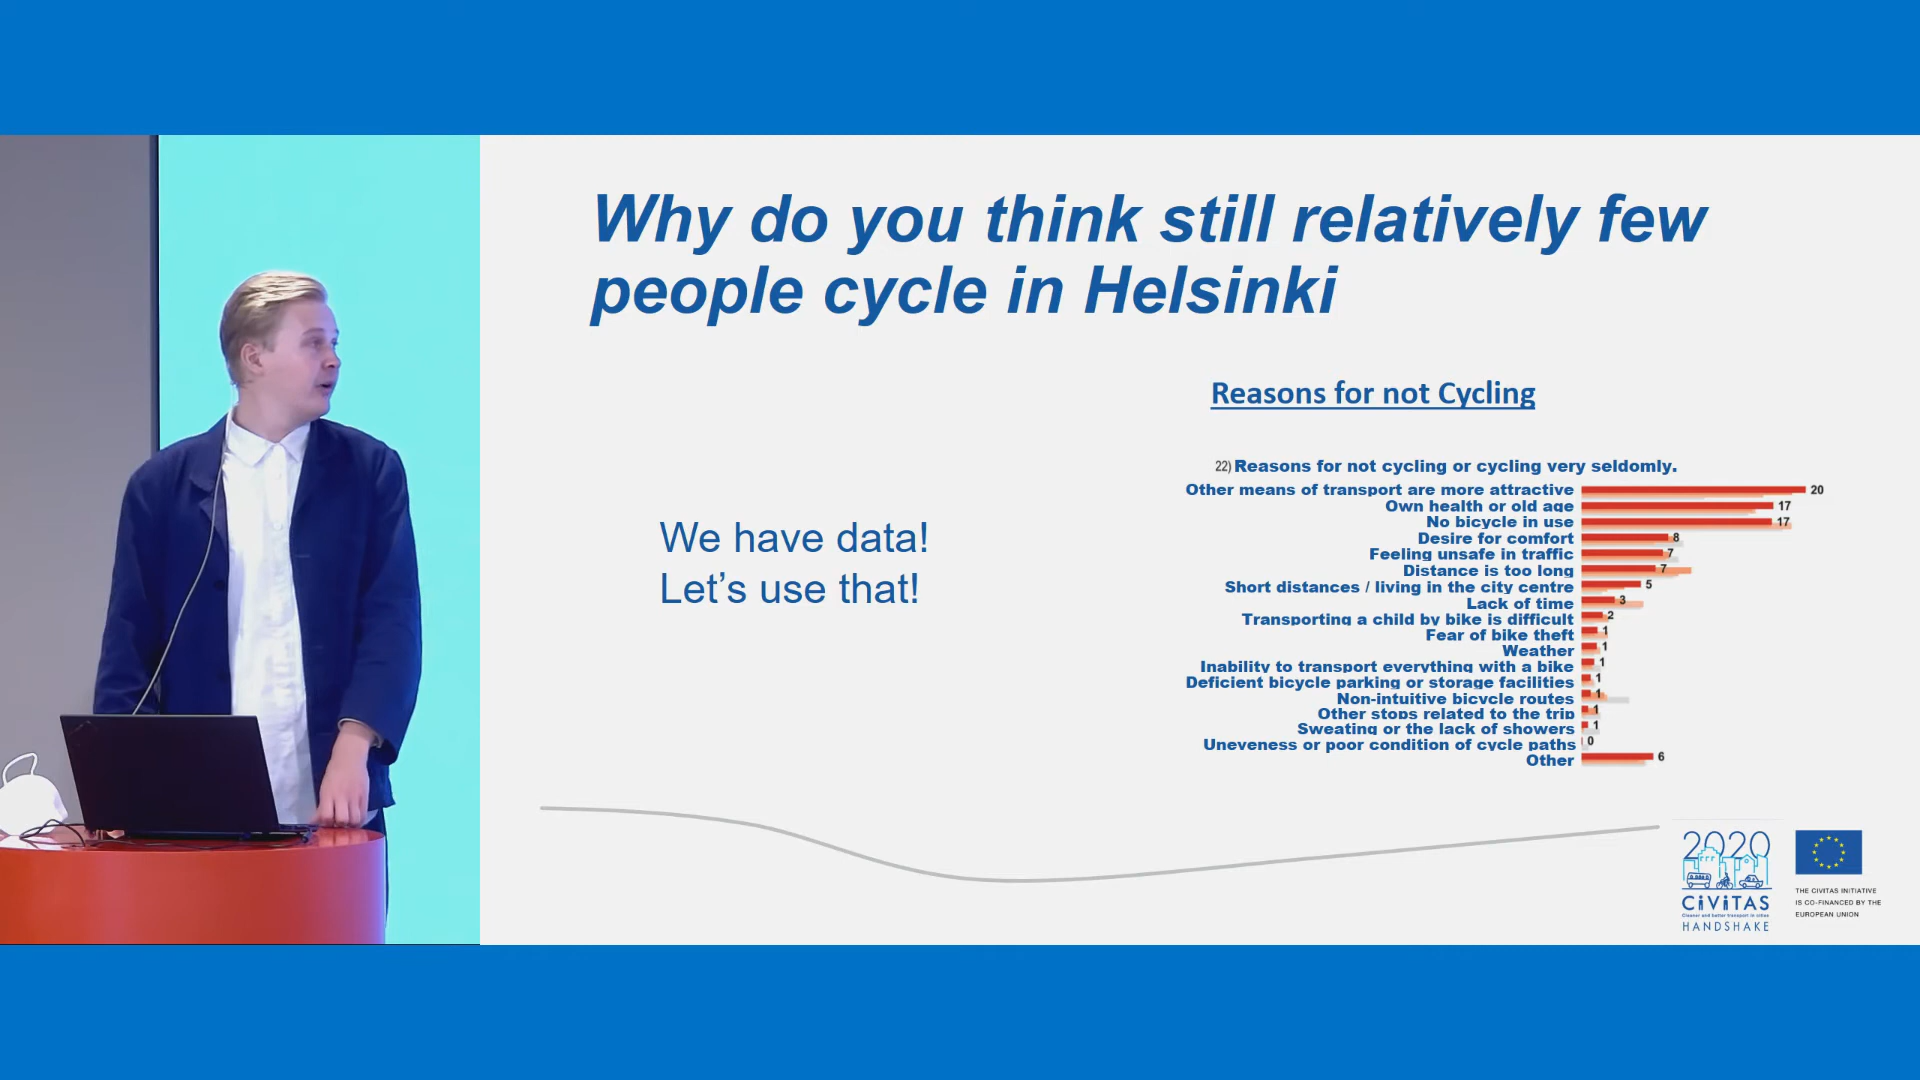 Why do you think still relatively few
people cycle in Helsinki
Reasons for not Cycling
We have data!
Let's use that!
22) Reasons for not cycling or cycling very seldomly.
Other means of transport are more attractive 20
Own health or old age 17
No bicycle in use 17
Desire for comfort 8
Feeling unsafe in traffic 7
Distance is too long 7
Short distances / living in the city centre 5
Lack of time 3
Transporting a child by bike is difficult 2
Fear of bike theft 1
Weather 1
Inability to transport everything with a bike 1
Deficient bicycle parking or storage facilities 1
Non-intuitive bicycle routes 1
Other stops related to the trip 1
Sweating or the lack of showers 1
Uneveness or poor condition of cycle paths 0
Other 6
2020
CiViTAS
Cleaner and better transport in cities
HANDSHAKE
THE CIVITAS INITIATIVE
IS CO-FINANCED BY THE
EUROPEAN UNION